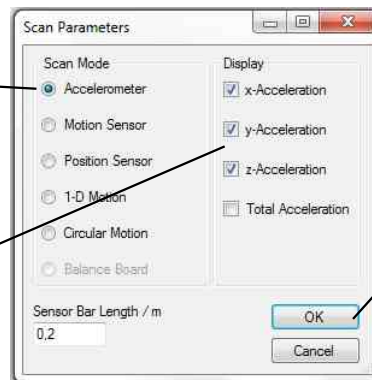 Scan Parameters
Scan Mode
Accelerometer
Motion Sensor
Position Sensor
1-D Motion
Circular Motion
Balance Board
Display
x-Acceleration
y-Acceleration
z-Acceleration
Total Acceleration
Sensor Bar Length / m
0,2
OK
Cancel